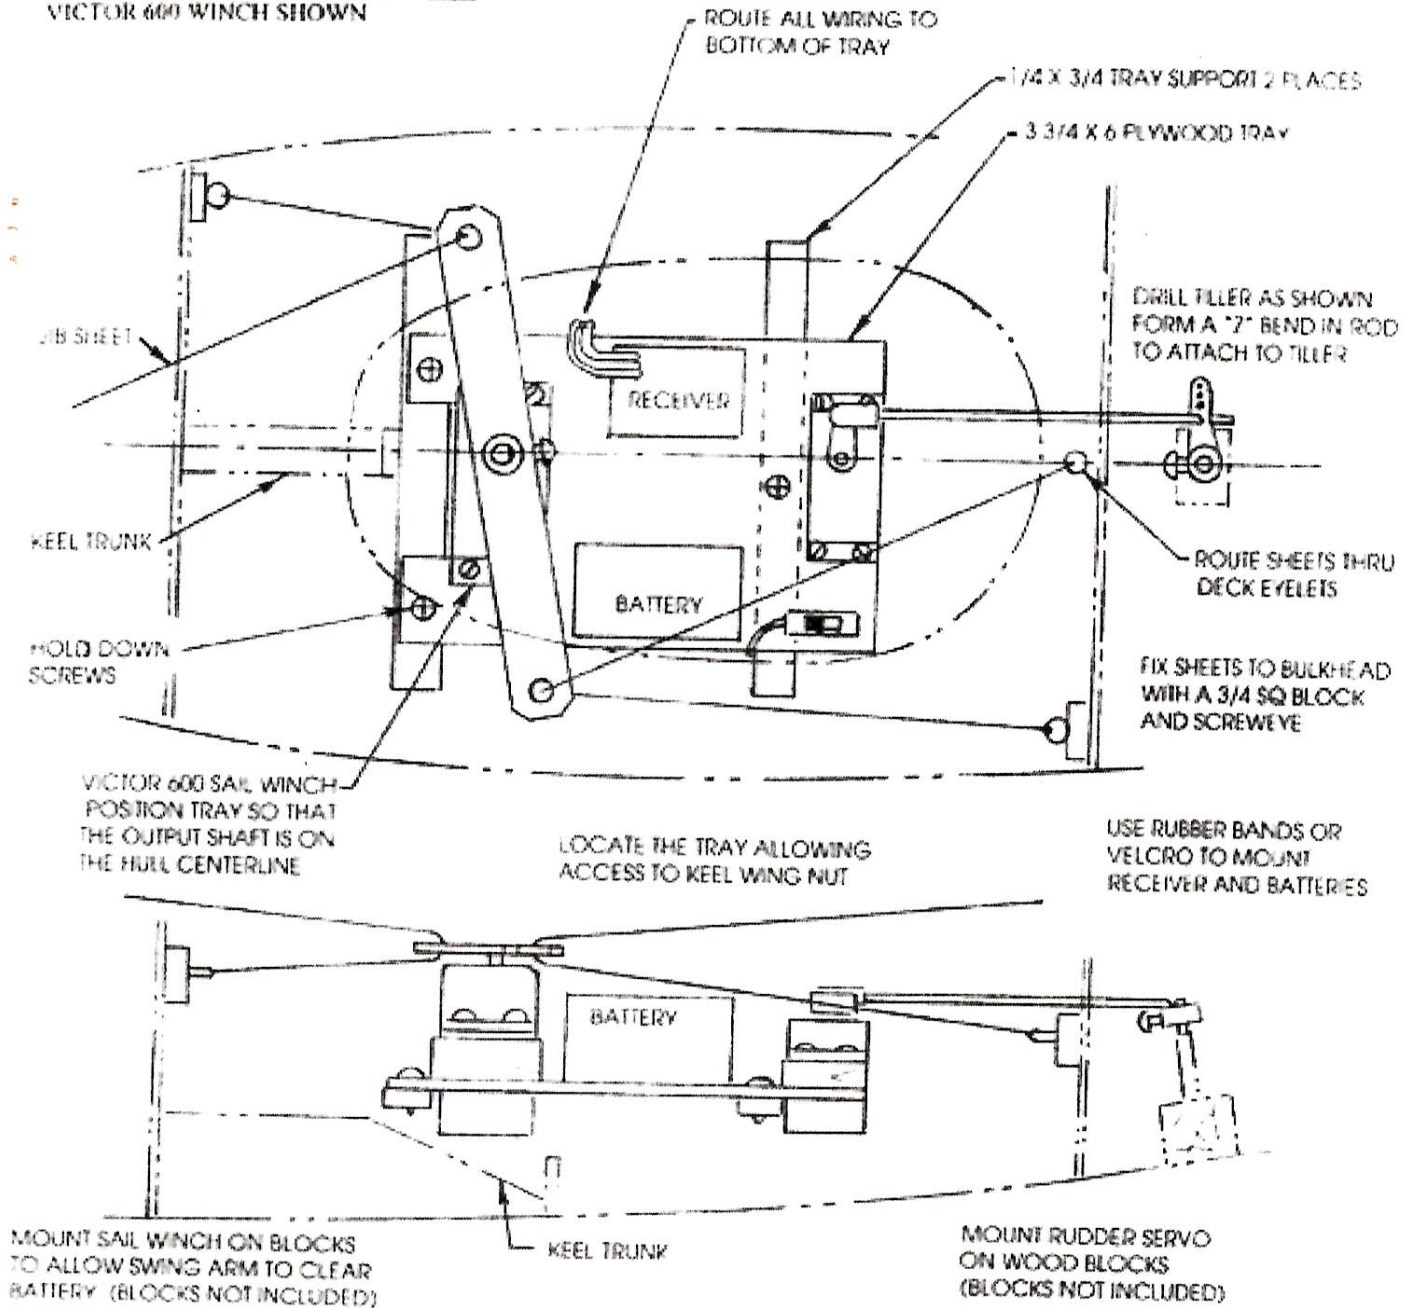 VICTOR 600 WINCH SHOWN
ROUTE ALL WIRING TO
BOTTOM OF TRAY
1/4 X 3/4 TRAY SUPPORT 2 PLACES
3 3/4 X 6 PLYWOOD TRAY
DRILL TILLER AS SHOWN
FORM A "Z" BEND IN ROD
TO ATTACH TO TILLER
JIB SHEET
RECEIVER
KEEL TRUNK
ROUTE SHEETS THRU
DECK EYELETS
BATTERY
HOLD DOWN
SCREWS
FIX SHEETS TO BULKHEAD
WITH A 3/4 SQ BLOCK
AND SCREWEYE
VICTOR 600 SAIL WINCH
POSITION TRAY SO THAT
THE OUTPUT SHAFT IS ON
THE HULL CENTERLINE
LOCATE THE TRAY ALLOWING
ACCESS TO KEEL WING NUT
USE RUBBER BANDS OR
VELCRO TO MOUNT
RECEIVER AND BATTERIES
BATTERY
MOUNT SAIL WINCH ON BLOCKS
TO ALLOW SWING ARM TO CLEAR
BATTERY (BLOCKS NOT INCLUDED)
KEEL TRUNK
MOUNT RUDDER SERVO
ON WOOD BLOCKS
(BLOCKS NOT INCLUDED)